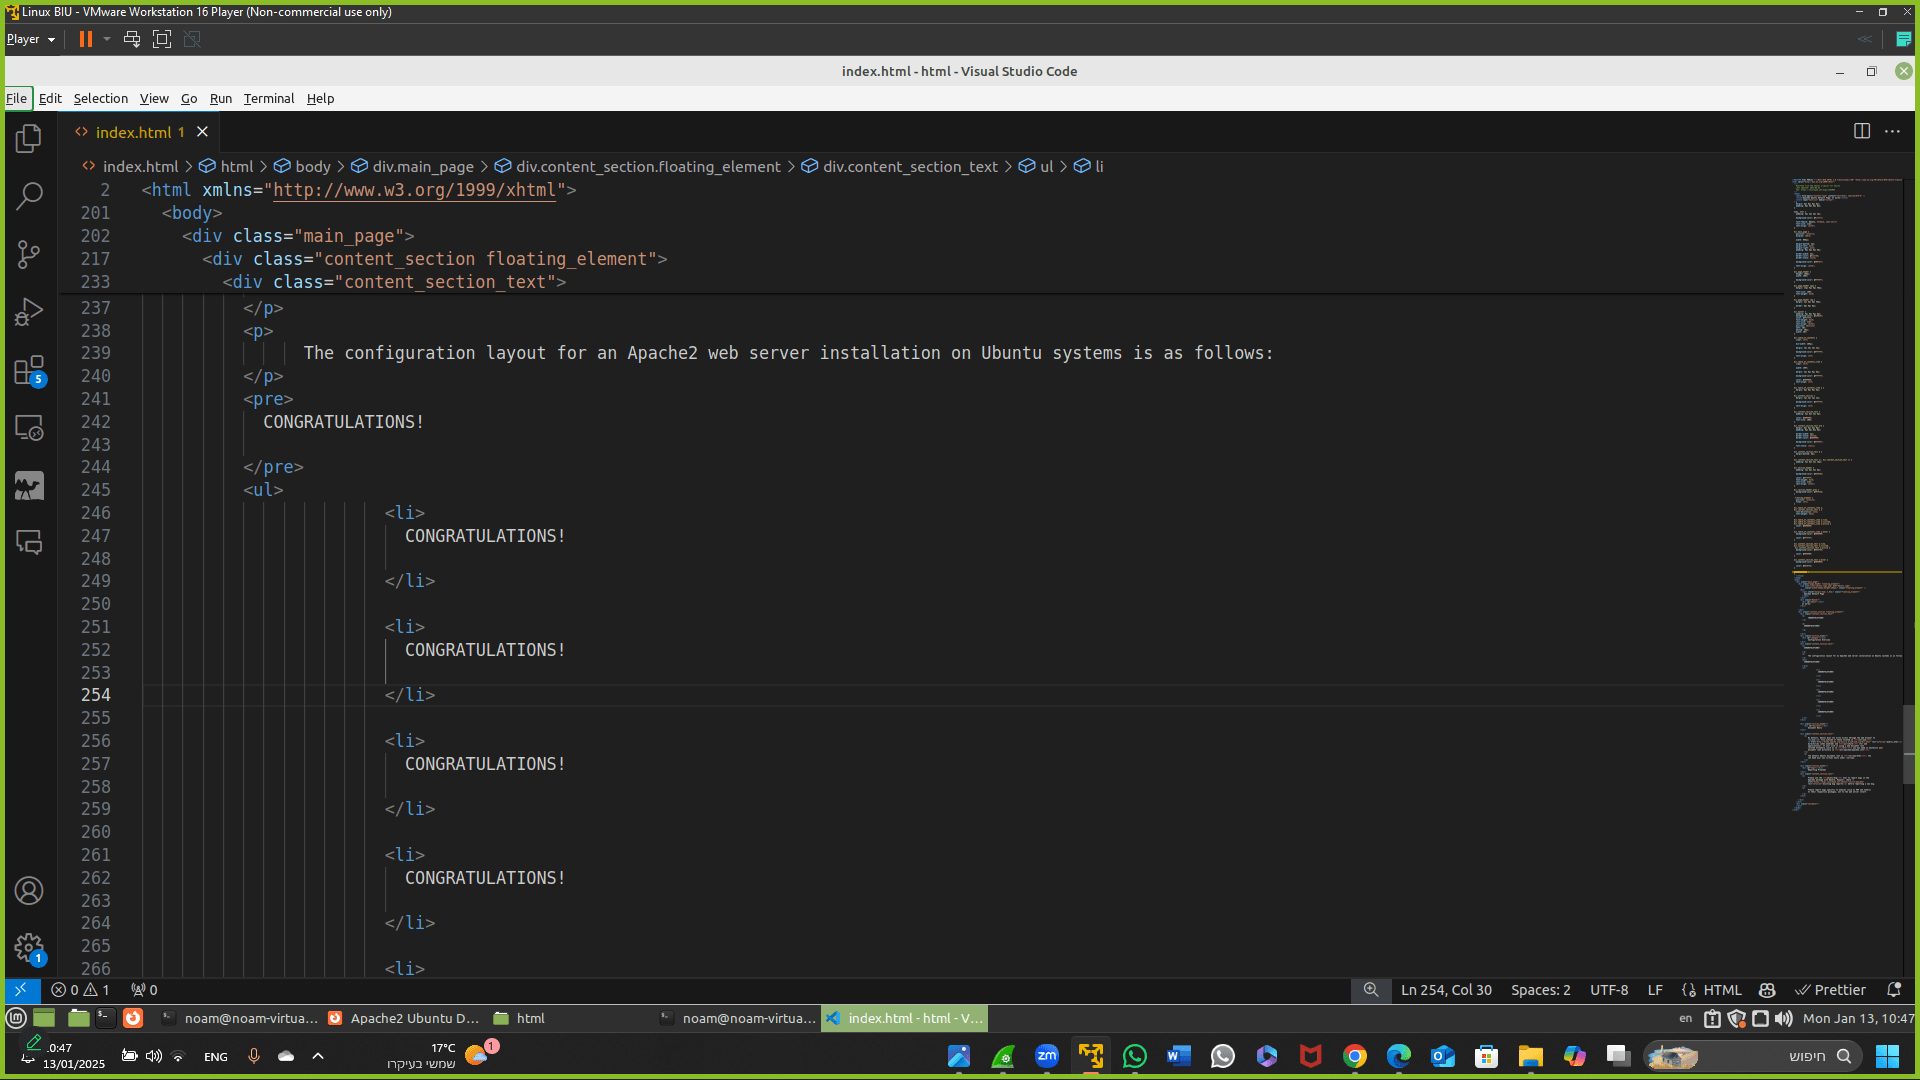 Linux BIU - VMware Workstation 16 Player (Non-commercial use only)
Player
index.html - html - Visual Studio Code
File Edit Selection View Go Run Terminal Help
index.html 1
index.html > html > body > div.main_page > div.content_section.floating_element > div.content_section_text > ul > li
2 <html xmlns="http://www.w3.org/1999/xhtml">
201 <body>
202 <div class="main_page">
217 <div class="content_section floating_element">
233 <div class="content_section_text">
237 </p>
238 <p>
239 The configuration layout for an Apache2 web server installation on Ubuntu systems is as follows:
240 </p>
241 <pre>
242 CONGRATULATIONS!
243
244 </pre>
245 <ul>
246 <li>
247 CONGRATULATIONS!
248
249 </li>
250
251 <li>
252 CONGRATULATIONS!
253
254 </li>
255
256 <li>
257 CONGRATULATIONS!
258
259 </li>
260
261 <li>
262 CONGRATULATIONS!
263
264 </li>
265
266 <li>
5
1
0 1 0
Ln 254, Col 30 Spaces: 2 UTF-8 LF {} HTML Prettier
noam@noam-virtua... Apache2 Ubuntu D... html noam@noam-virtua... index.html - html - V... en Mon Jan 13, 10:47
10:47
13/01/2025
ENG
17°C
שמשי בעיקרו
1
zm
חיפוש